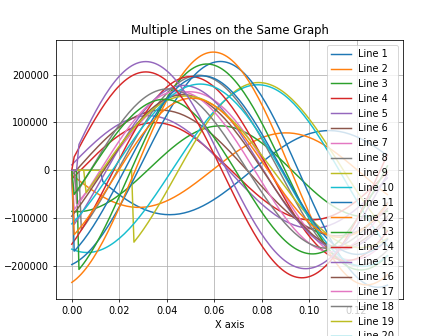 Multiple Lines on the Same Graph
200000
100000
0
−100000
−200000
0.00
0.02
0.04
0.06
0.08
0.10
X axis
Line 1
Line 2
Line 3
Line 4
Line 5
Line 6
Line 7
Line 8
Line 9
Line 10
Line 11
Line 12
Line 13
Line 14
Line 15
Line 16
Line 17
Line 18
Line 19
Line 20